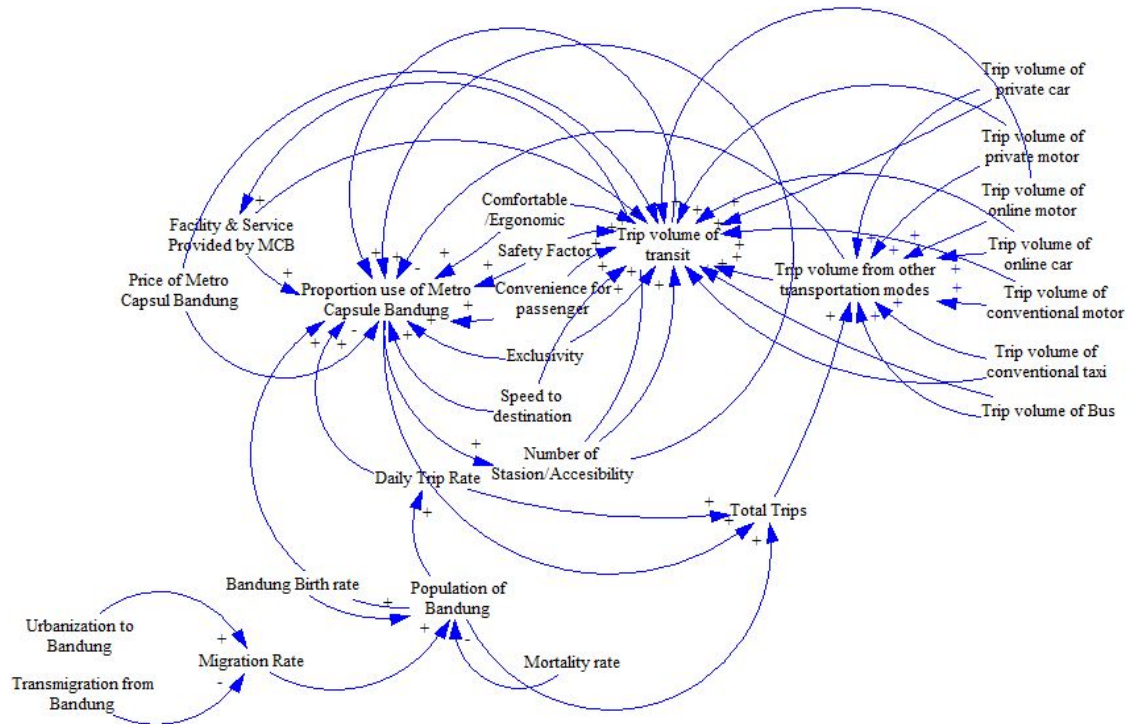 Trip volume of
private car
Trip volume of
private motor
Comfortable
/Ergonomic
Trip volume of
online motor
Facility & Service
Provided by MCB
Safety Factor
Trip volume of
transit
Trip volume of
online car
Price of Metro
Capsul Bandung
Proportion use of Metro
Capsule Bandung
Convenience for
passenger
Trip volume from other
transportation modes
Trip volume of
conventional motor
Exclusivity
Trip volume of
conventional taxi
Speed to
destination
Trip volume of Bus
Number of
Stasion/Accesibility
Daily Trip Rate
Total Trips
Bandung Birth rate
Population of
Bandung
Urbanization to
Bandung
Migration Rate
Mortality rate
Transmigration from
Bandung